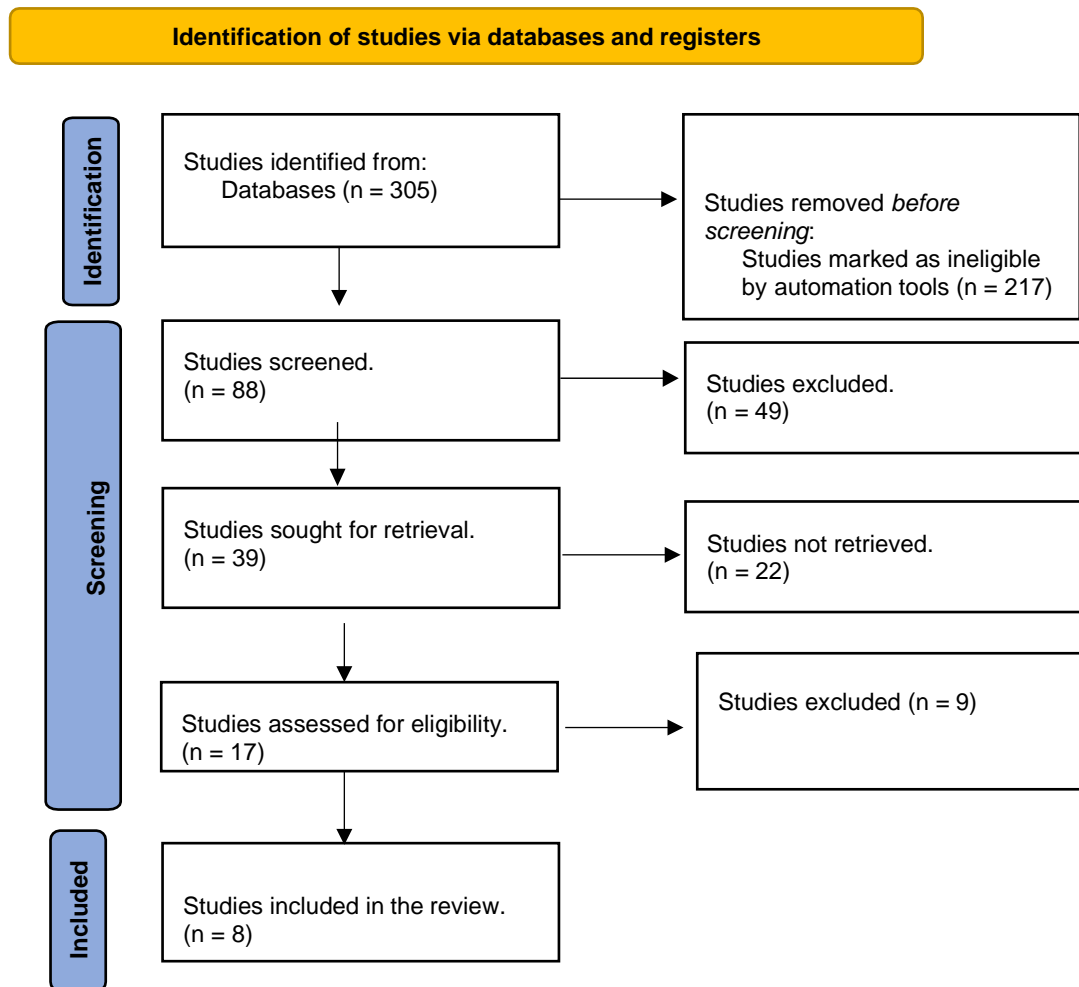 Identification of studies via databases and registers
Identification
Studies identified from:
Databases (n = 305)
Studies removed before
screening:
Studies marked as ineligible
by automation tools (n = 217)
Screening
Studies screened.
(n = 88)
Studies excluded.
(n = 49)
Studies sought for retrieval.
(n = 39)
Studies not retrieved.
(n = 22)
Studies assessed for eligibility.
(n = 17)
Studies excluded (n = 9)
Included
Studies included in the review.
(n = 8)